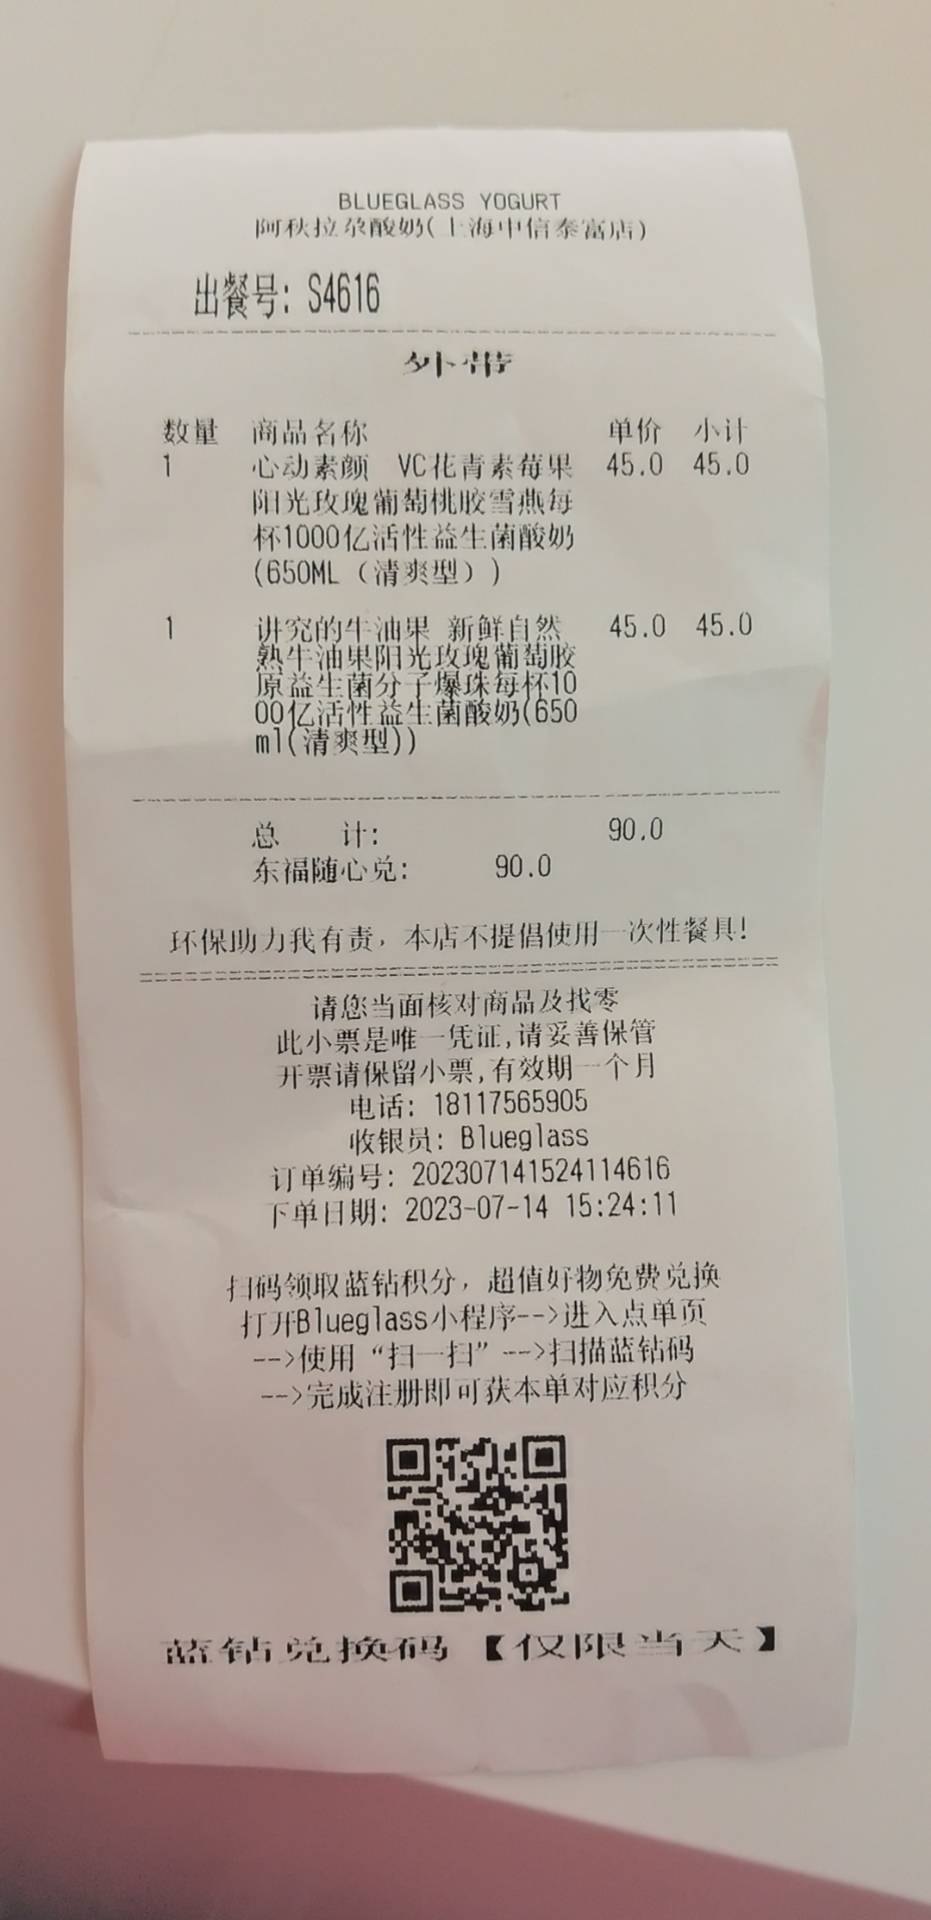 BLUEGLASS YOGURT
阿秋拉尕酸奶(上海中信泰富店)
出餐号: S4616
外带
数量 商品名称 单价 小计
1 心动素颜 VC花青素莓果 45.0 45.0
阳光玫瑰葡萄桃胶雪燕每
杯1000亿活性益生菌酸奶
(650ML（清爽型）)
1 讲究的牛油果 新鲜自然 45.0 45.0
熟牛油果阳光玫瑰葡萄胶
原益生菌分子爆珠每杯10
00亿活性益生菌酸奶(650
ml(清爽型))
总 计: 90.0
东福随心兑: 90.0
环保助力我有责，本店不提倡使用一次性餐具!
请您当面核对商品及找零
此小票是唯一凭证,请妥善保管
开票请保留小票,有效期一个月
电话: 18117565905
收银员: Blueglass
订单编号: 202307141524114616
下单日期: 2023-07-14 15:24:11
扫码领取蓝钻积分，超值好物免费兑换
打开Blueglass小程序-->进入点单页
-->使用“扫一扫”-->扫描蓝钻码
-->完成注册即可获本单对应积分
蓝钻兑换码【仅限当天】